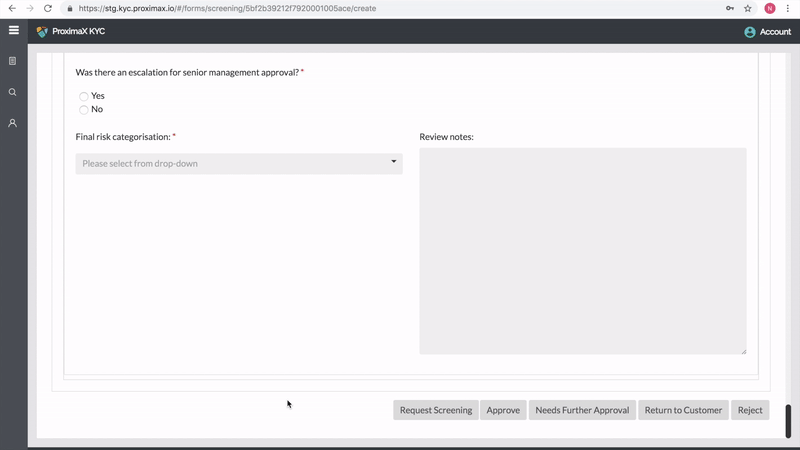 https://stg.kyc.proximax.io/#/forms/screening/5bf2b39212f7920001005ace/create
N
ProximaX KYC
Account
Was there an escalation for senior management approval? *
Yes
No
Final risk categorisation: *
Review notes:
Please select from drop-down
Request Screening
Approve
Needs Further Approval
Return to Customer
Reject